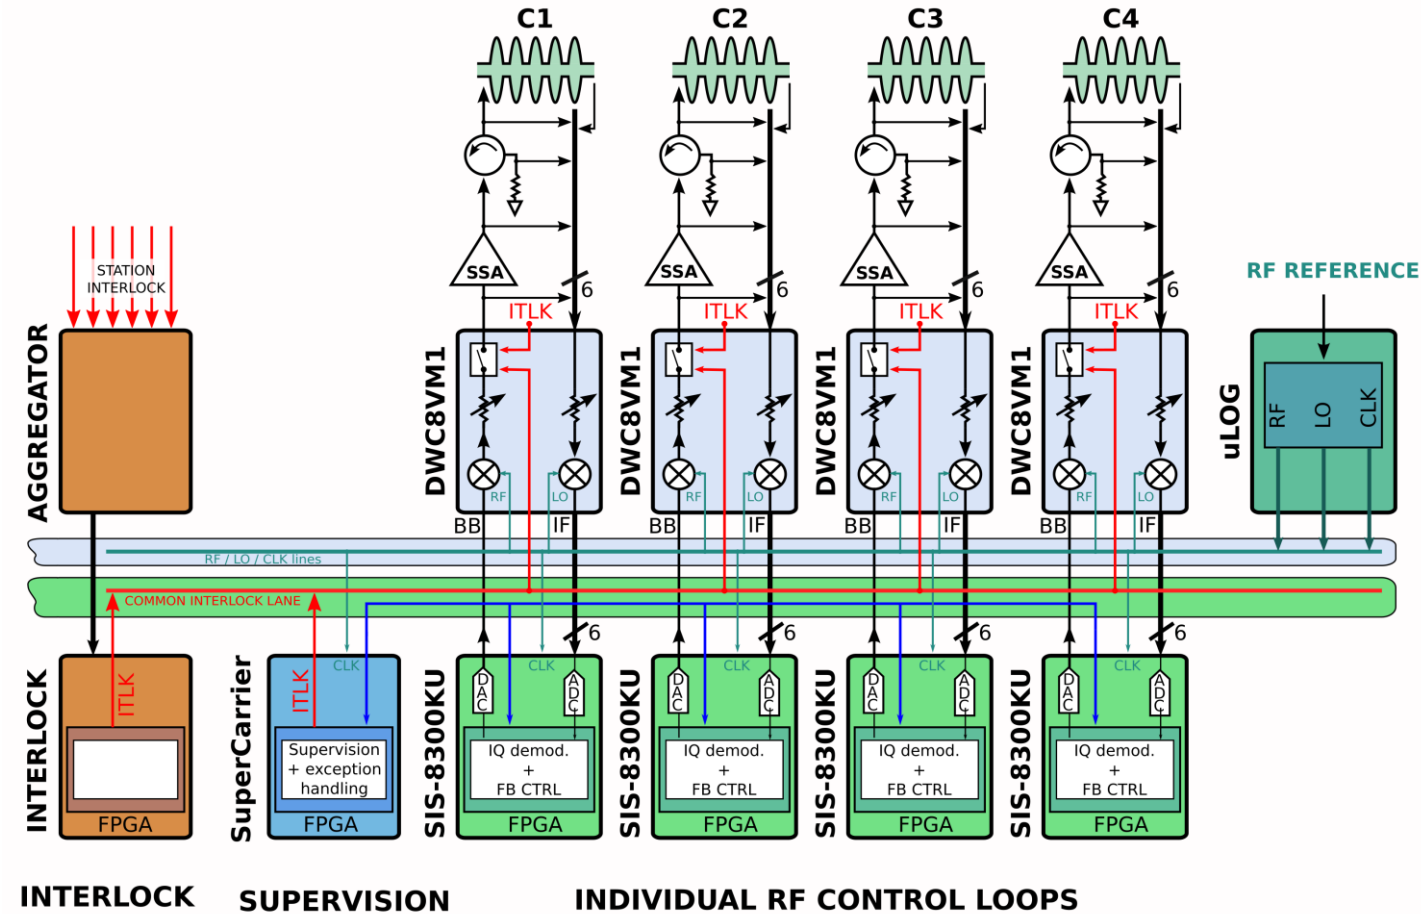 C1
C2
C3
C4
SSA
SSA
SSA
SSA
6
6
6
6
STATION
INTERLOCK
RF REFERENCE
AGGREGATOR
ITLK
ITLK
ITLK
ITLK
DWC8VM1
RF
LO
DWC8VM1
RF
LO
DWC8VM1
RF
LO
DWC8VM1
RF
LO
uLOG
RF
LO
CLK
BB
IF
BB
IF
BB
IF
BB
IF
RF / LO / CLK lines
COMMON INTERLOCK LANE
6
6
6
6
INTERLOCK
ITLK
FPGA
SuperCarrier
ITLK
CLK
Supervision
+ exception
handling
FPGA
SIS-8300KU
DAC
CLK
ADC
IQ demod.
+
FB CTRL
FPGA
SIS-8300KU
DAC
CLK
ADC
IQ demod.
+
FB CTRL
FPGA
SIS-8300KU
DAC
CLK
ADC
IQ demod.
+
FB CTRL
FPGA
SIS-8300KU
DAC
CLK
ADC
IQ demod.
+
FB CTRL
FPGA
INTERLOCK
SUPERVISION
INDIVIDUAL RF CONTROL LOOPS